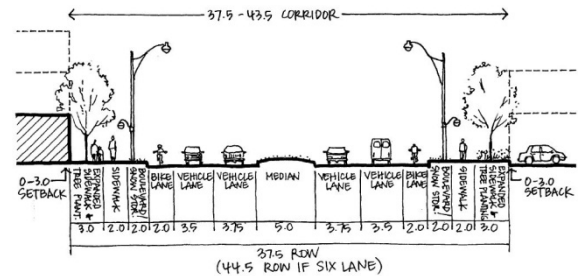 37.5 - 43.5 CORRIDOR
0-3.0
SETBACK
EXPANDED
SIDEWALK &
TREE PLANT.
SIDEWALK
BOULEVARD/
SNOW STOR.
BIKE
LANE
VEHICLE
LANE
VEHICLE
LANE
MEDIAN
VEHICLE
LANE
VEHICLE
LANE
BIKE
LANE
BOULEVARD/
SNOW STOR.
SIDEWALK
EXPANDED
SIDEWALK &
TREE PLANTING
0-3.0
SETBACK
3.0 2.0 2.0 2.0 3.5 3.75 5.0 3.75 3.5 2.0 2.0 2.0 3.0
37.5 ROW
(44.5 ROW IF SIX LANE)